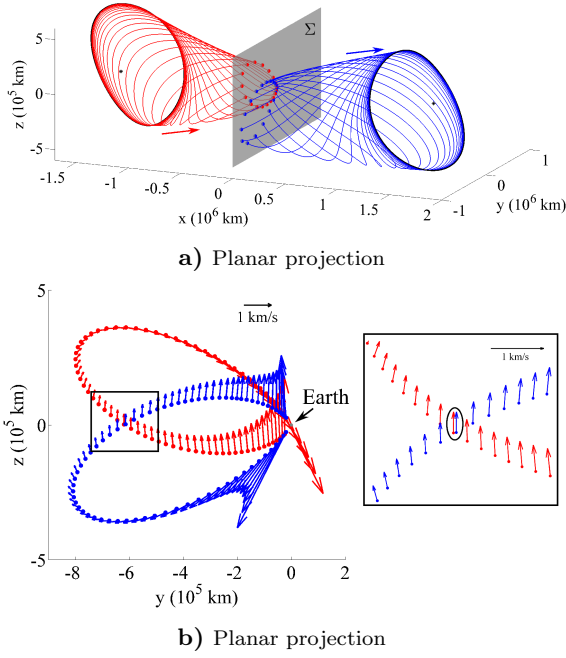 5
0
-5
z (10^5 km)
Σ
-1.5
-1
-0.5
0
0.5
1
1.5
2
x (10^6 km)
-1
0
1
y (10^6 km)
a) Planar projection
5
0
-5
z (10^5 km)
1 km/s
Earth
-8
-6
-4
-2
0
2
y (10^5 km)
1 km/s
b) Planar projection